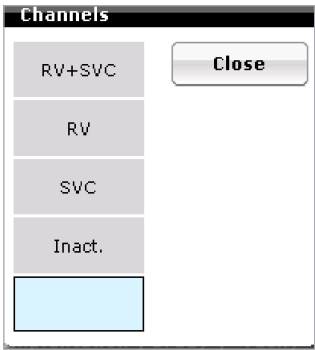 Channels
RV+SVC
Close
RV
SVC
Inact.